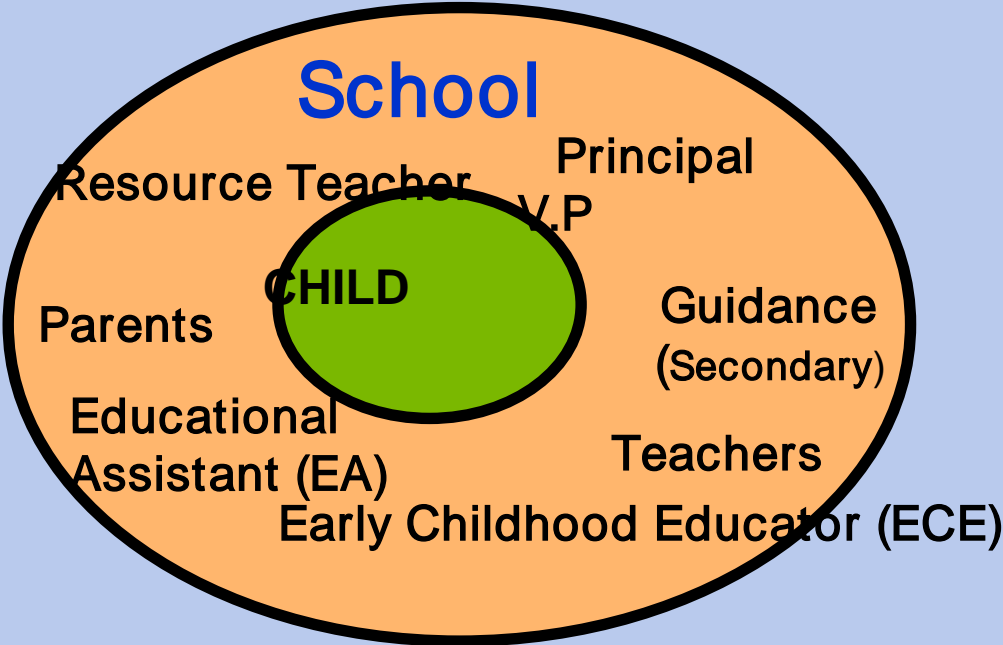 School
Principal
Resource Teacher
V.P
CHILD
Parents
Guidance
(Secondary)
Educational
Assistant (EA)
Teachers
Early Childhood Educator (ECE)